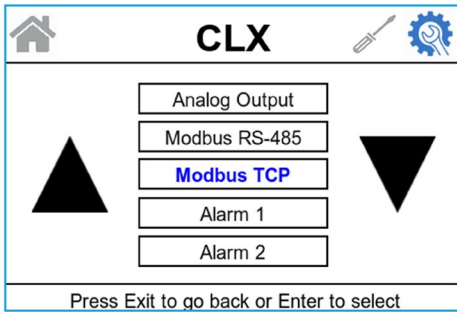 CLX
Analog Output
Modbus RS-485
Modbus TCP
Alarm 1
Alarm 2
Press Exit to go back or Enter to select